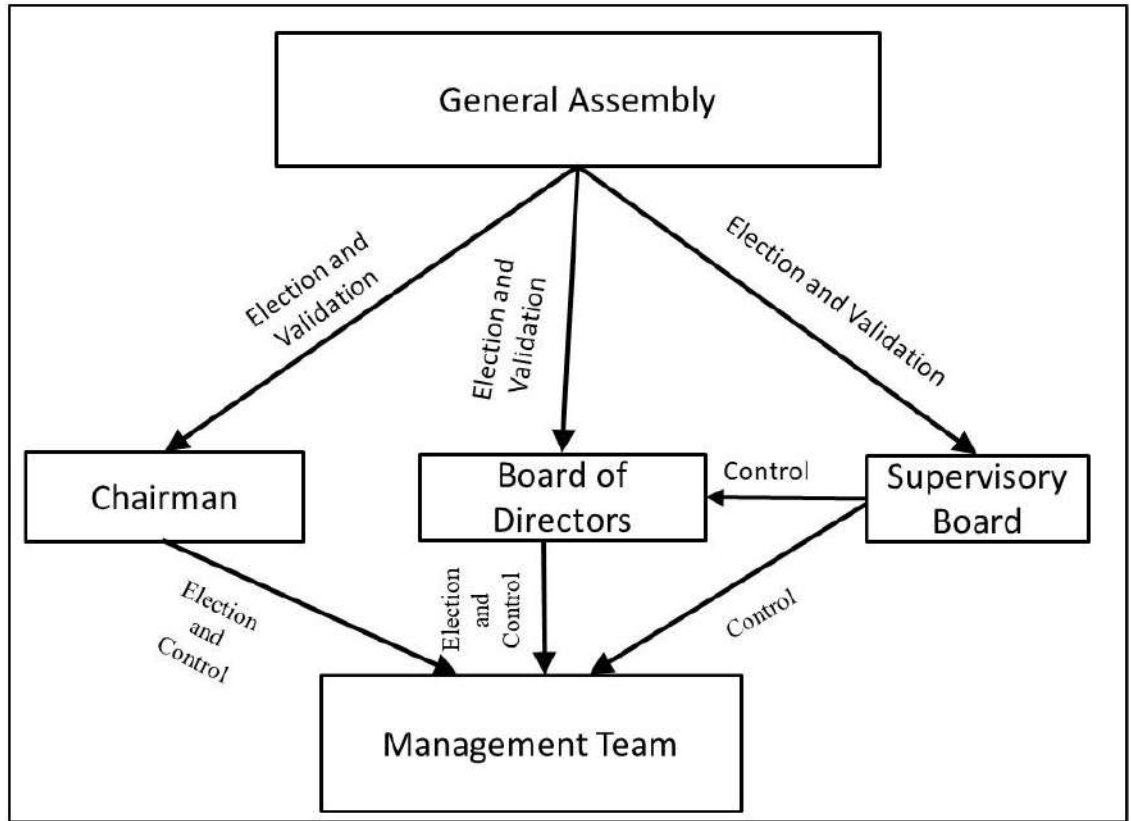 General Assembly
Election and
Validation
Election and
Validation
Election and Validation
Chairman
Board of
Directors
Control
Supervisory
Board
Election
and
Control
Election
and
Control
Control
Management Team